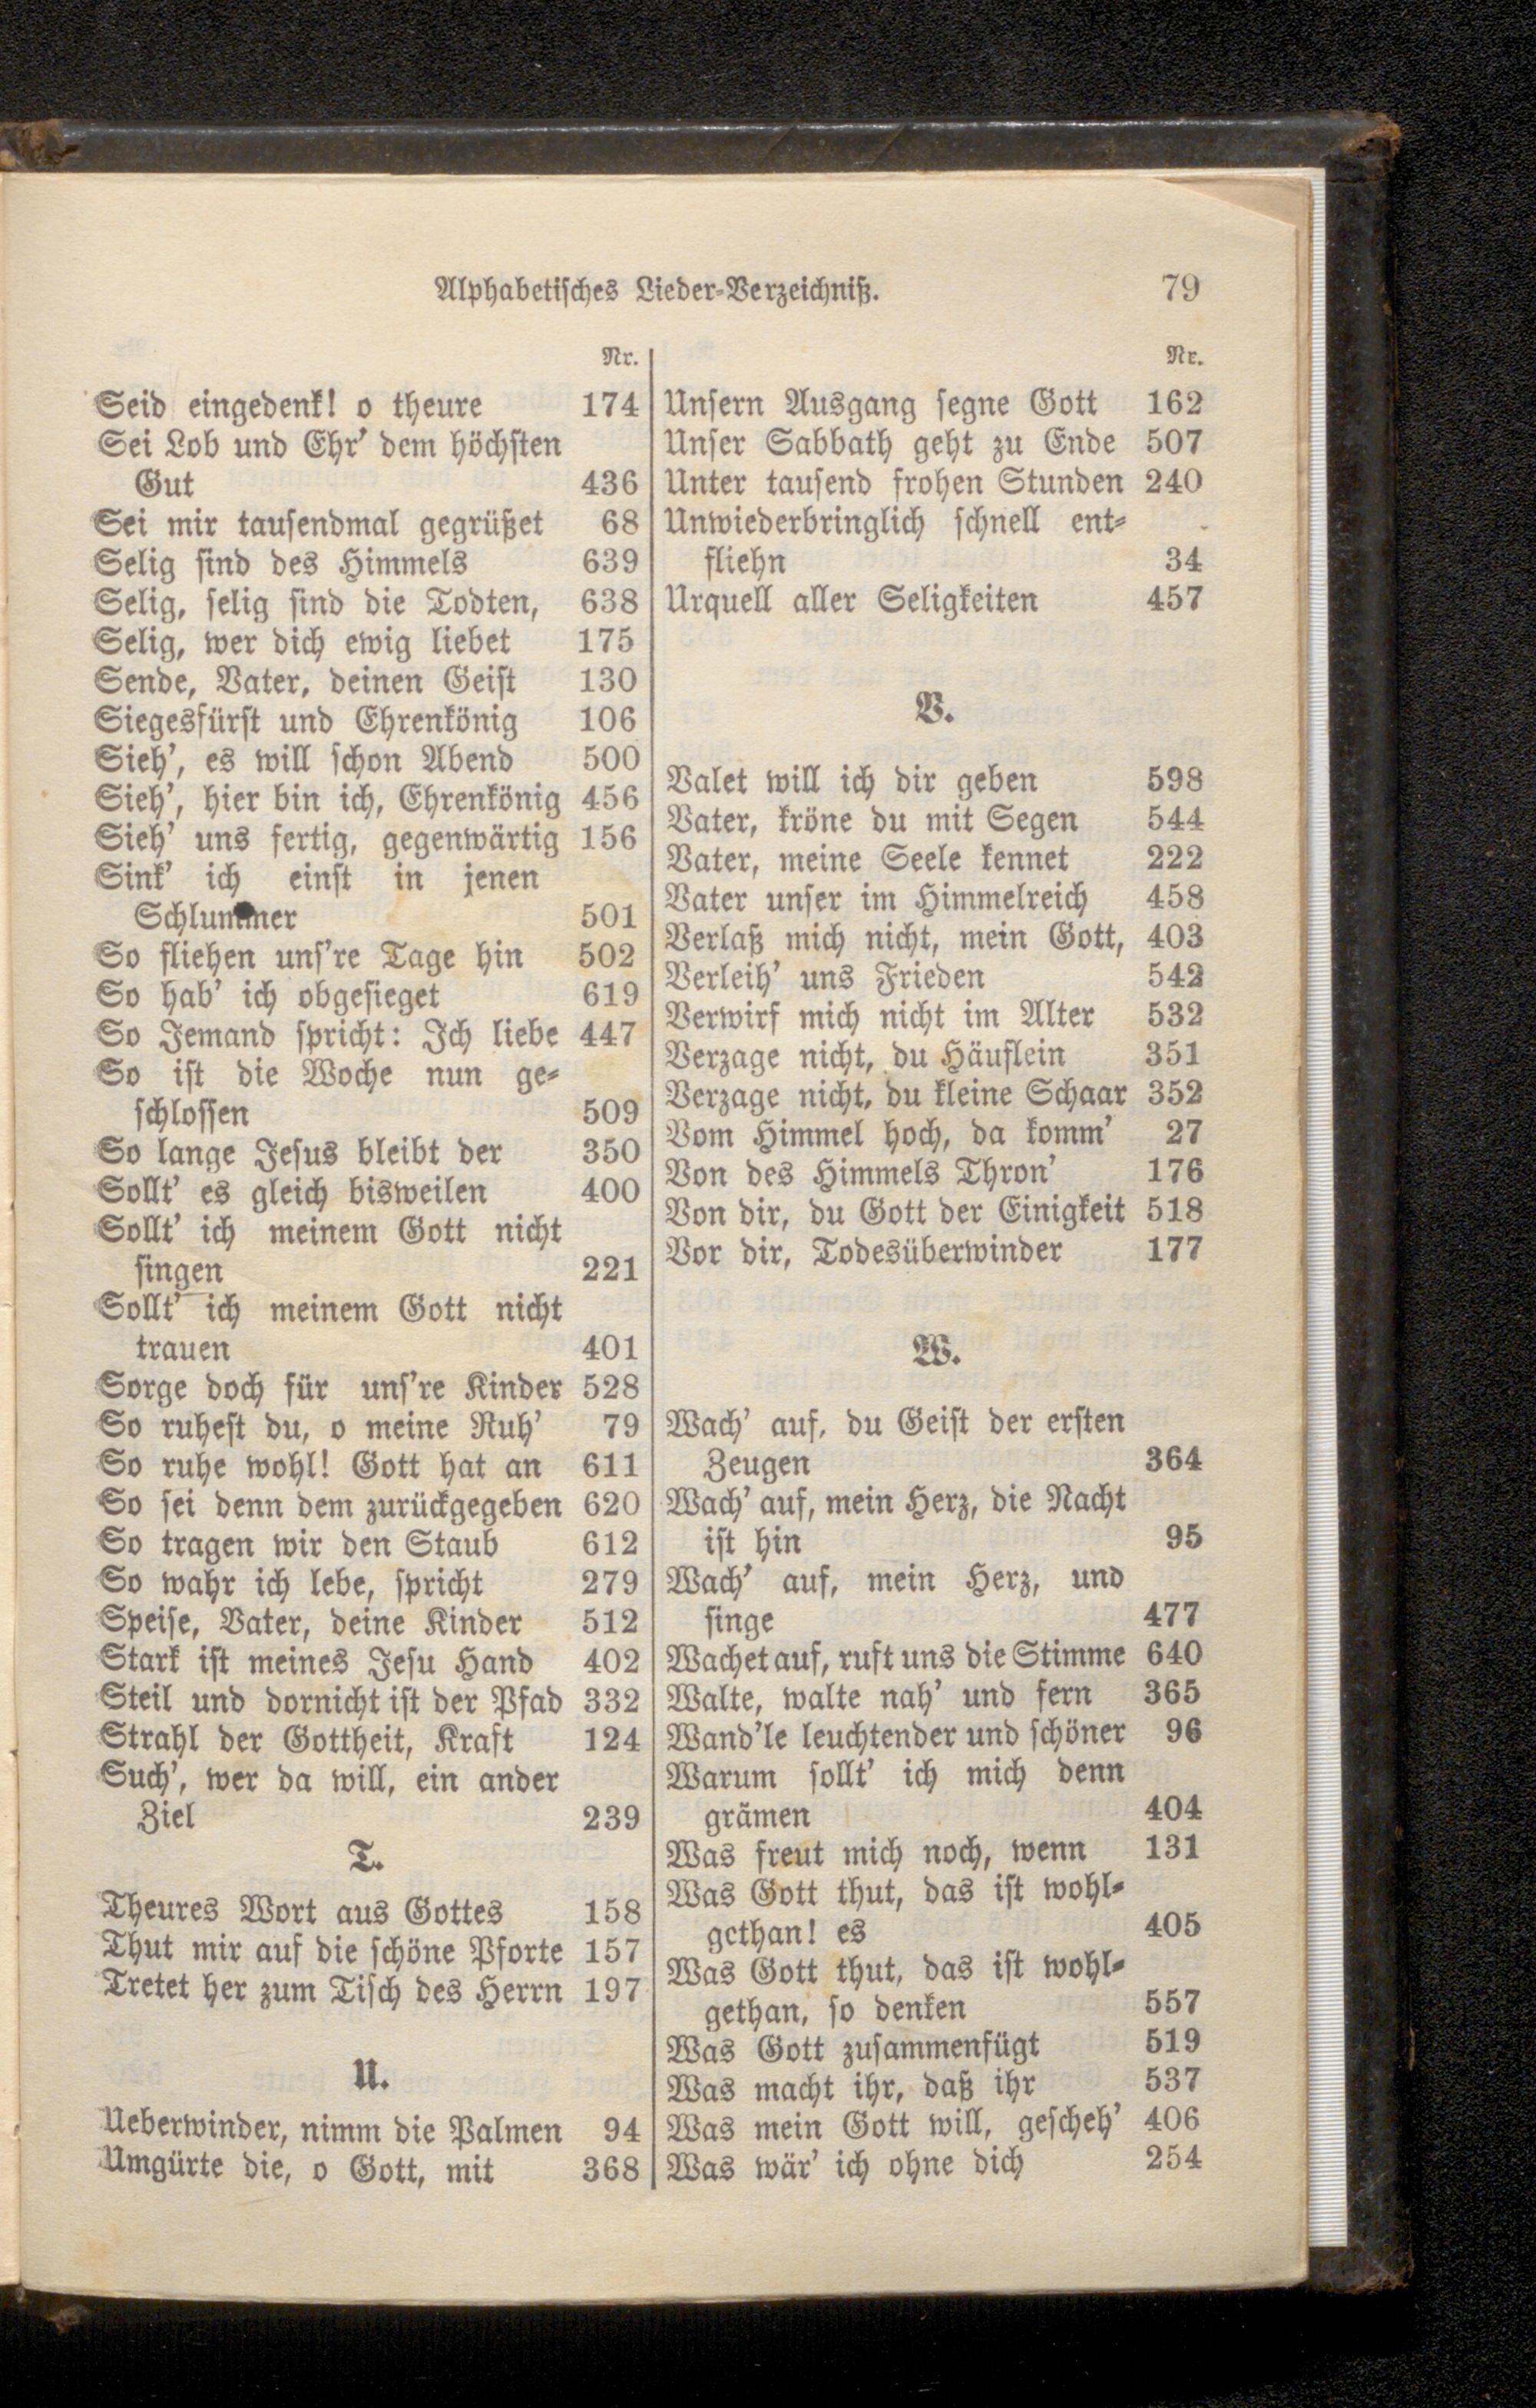 Alphabetisches Lieder-Verzeichniß. 79
Nr.
Seid eingedenk! o theure 174
Sei Lob und Ehr' dem höchsten
Gut 436
Sei mir tausendmal gegrüßet 68
Selig sind des Himmels 639
Selig, selig sind die Todten, 638
Selig, wer dich ewig liebet 175
Sende, Vater, deinen Geist 130
Siegesfürst und Ehrenkönig 106
Sieh', es will schon Abend 500
Sieh', hier bin ich, Ehrenkönig 456
Sieh' uns fertig, gegenwärtig 156
Sink' ich einst in jenen
Schlummer 501
So fliehen uns're Tage hin 502
So hab' ich obgesieget 619
So Jemand spricht: Ich liebe 447
So ist die Woche nun ge-
schlossen 509
So lange Jesus bleibt der 350
Sollt' es gleich bisweilen 400
Sollt' ich meinem Gott nicht
singen 221
Sollt' ich meinem Gott nicht
trauen 401
Sorge doch für uns're Kinder 528
So ruhest du, o meine Ruh' 79
So ruhe wohl! Gott hat an 611
So sei denn dem zurückgegeben 620
So tragen wir den Staub 612
So wahr ich lebe, spricht 279
Speise, Vater, deine Kinder 512
Stark ist meines Jesu Hand 402
Steil und dornicht ist der Pfad 332
Strahl der Gottheit, Kraft 124
Such', wer da will, ein ander
Ziel 239
T.
Theures Wort aus Gottes 158
Thut mir auf die schöne Pforte 157
Tretet her zum Tisch des Herrn 197
U.
Ueberwinder, nimm die Palmen 94
Umgürte die, o Gott, mit 368
Nr.
Unsern Ausgang segne Gott 162
Unser Sabbath geht zu Ende 507
Unter tausend frohen Stunden 240
Unwiederbringlich schnell ent-
fliehn 34
Urquell aller Seligkeiten 457
V.
Valet will ich dir geben 598
Vater, kröne du mit Segen 544
Vater, meine Seele kennet 222
Vater unser im Himmelreich 458
Verlaß mich nicht, mein Gott, 403
Verleih' uns Frieden 542
Verwirf mich nicht im Alter 532
Verzage nicht, du Häuflein 351
Verzage nicht, du kleine Schaar 352
Vom Himmel hoch, da komm' 27
Von des Himmels Thron' 176
Von dir, du Gott der Einigkeit 518
Vor dir, Todesüberwinder 177
W.
Wach' auf, du Geist der ersten
Zeugen 364
Wach' auf, mein Herz, die Nacht
ist hin 95
Wach' auf, mein Herz, und
singe 477
Wachet auf, ruft uns die Stimme 640
Walte, walte nah' und fern 365
Wand'le leuchtender und schöner 96
Warum sollt' ich mich denn
grämen 404
Was freut mich noch, wenn 131
Was Gott thut, das ist wohl-
gethan! es 405
Was Gott thut, das ist wohl-
gethan, so denken 557
Was Gott zusammenfügt 519
Was macht ihr, daß ihr 537
Was mein Gott will, gescheh' 406
Was wär' ich ohne dich 254